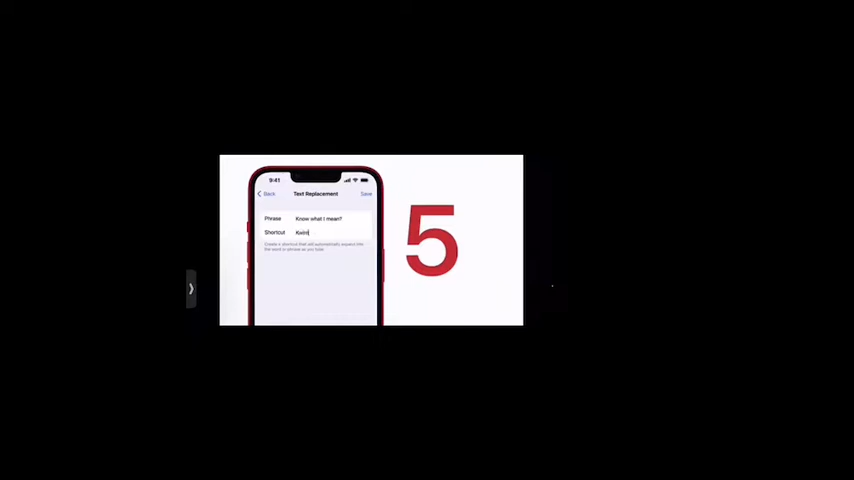 9:41
Back Text Replacement Save
Phrase Know what I mean?
Shortcut
Create a shortcut that will automatically expand into
the word or phrase as you type.
5